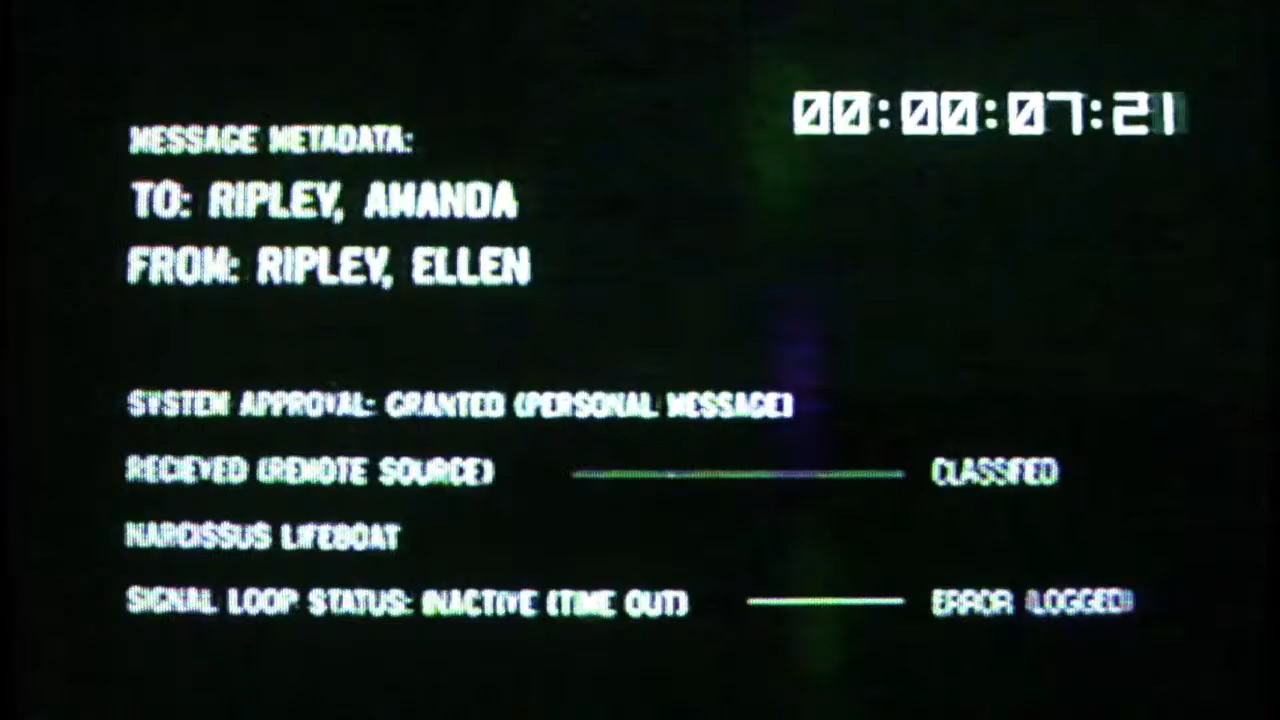 00:00:07:21
MESSAGE METADATA:
TO: RIPLEY, AMANDA
FROM: RIPLEY, ELLEN
SYSTEM APPROVAL: GRANTED (PERSONAL MESSAGE)
RECIEVED (REMOTE SOURCE) CLASSIFIED
NARCISSUS LIFEBOAT
SIGNAL LOOP STATUS: INACTIVE (TIME OUT) ERROR (LOGGED)